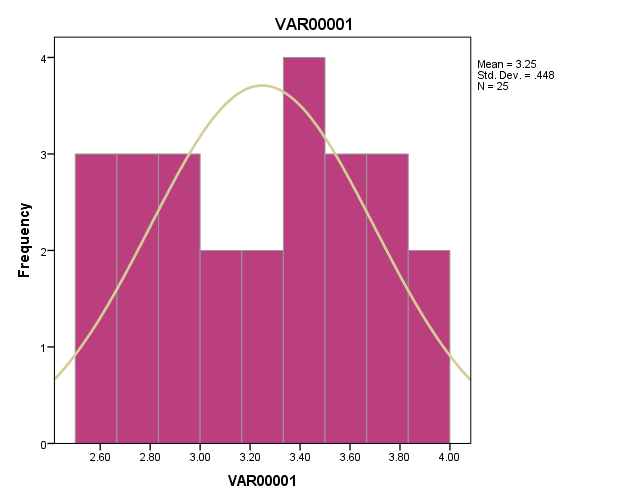 VAR00001
Mean = 3.25
Std. Dev. = .448
N = 25
Frequency
4
3
2
1
0
2.60 2.80 3.00 3.20 3.40 3.60 3.80 4.00
VAR00001